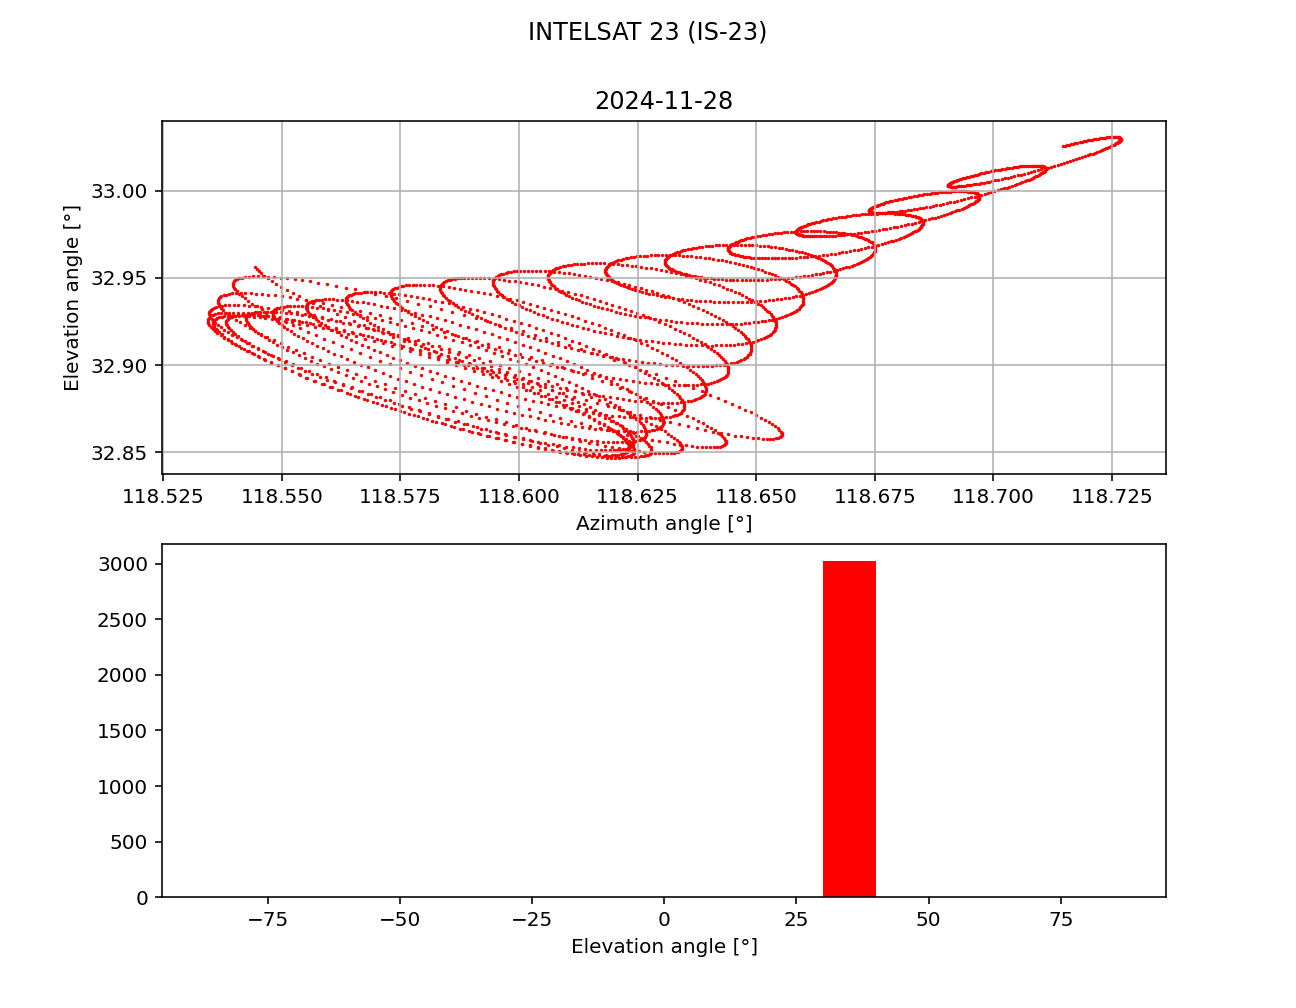 INTELSAT 23 (IS-23)
2024-11-28
Elevation angle [°]
33.00
32.95
32.90
32.85
118.525 118.550 118.575 118.600 118.625 118.650 118.675 118.700 118.725
Azimuth angle [°]
3000
2500
2000
1500
1000
500
0
−75 −50 −25 0 25 50 75
Elevation angle [°]